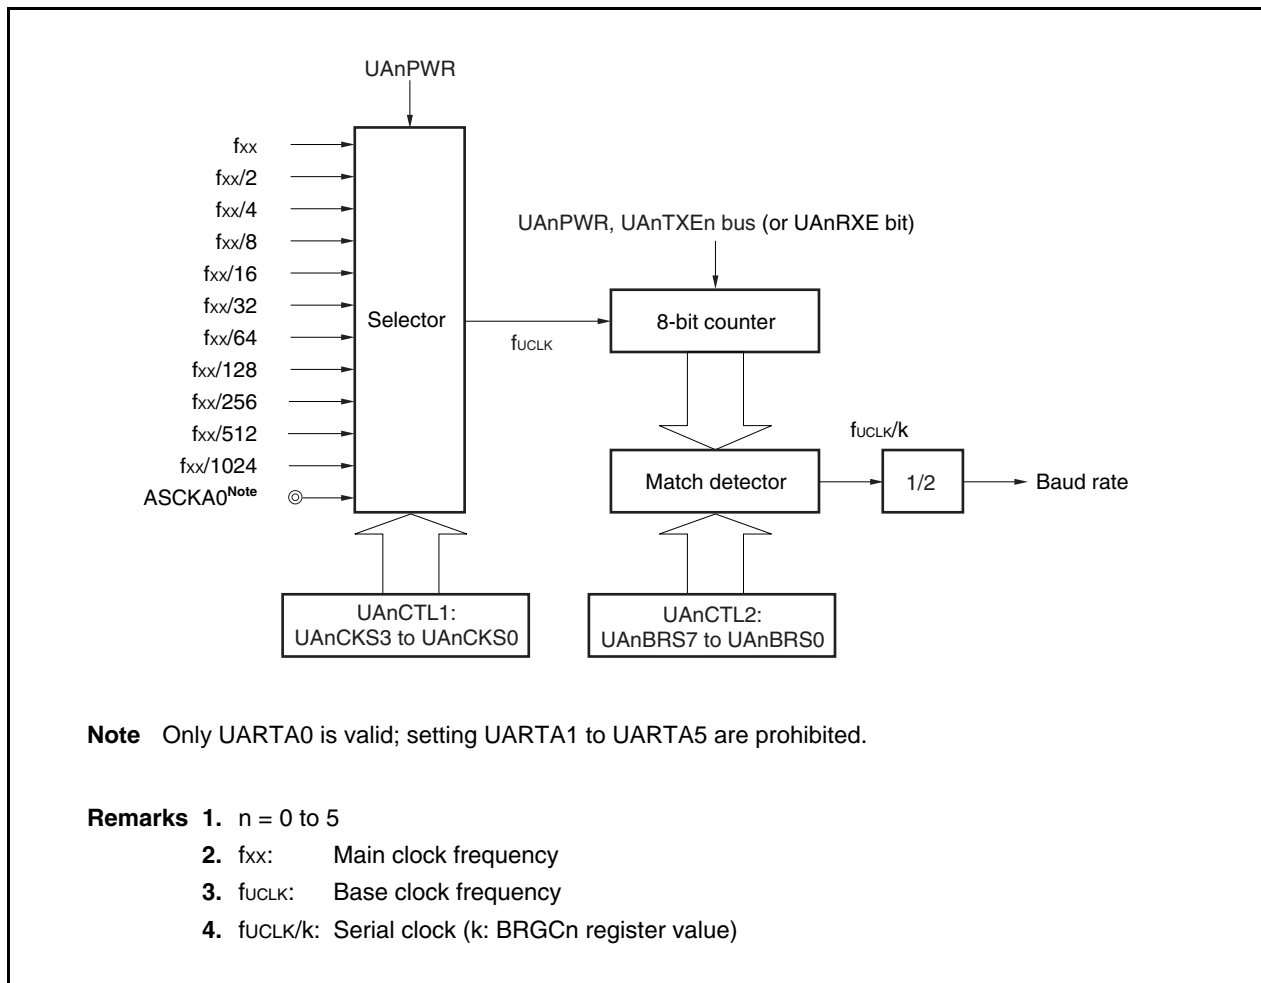 UAnPWR
fXX
fXX/2
fXX/4
fXX/8
fXX/16
fXX/32
fXX/64
fXX/128
fXX/256
fXX/512
fXX/1024
ASCKA0Note
Selector
fUCLK
UAnPWR, UAnTXEn bus (or UAnRXE bit)
8-bit counter
Match detector
fUCLK/k
1/2
Baud rate
UAnCTL1:
UAnCKS3 to UAnCKS0
UAnCTL2:
UAnBRS7 to UAnBRS0
Note Only UARTA0 is valid; setting UARTA1 to UARTA5 are prohibited.
Remarks 1. n = 0 to 5
2. fXX: Main clock frequency
3. fUCLK: Base clock frequency
4. fUCLK/k: Serial clock (k: BRGCn register value)